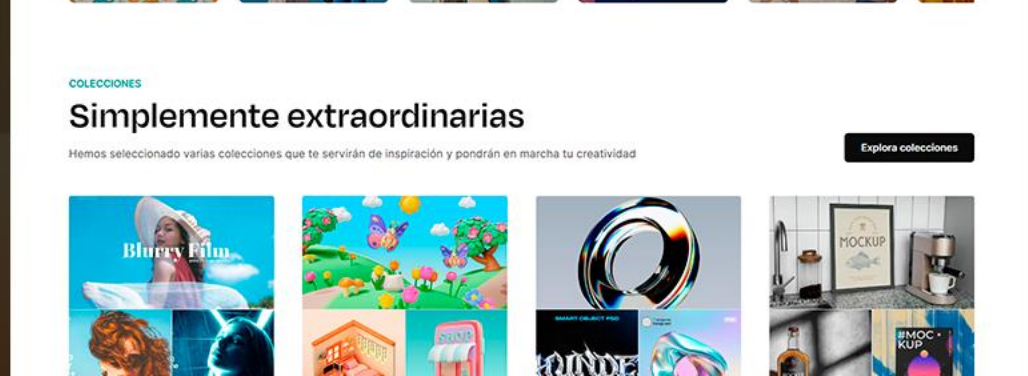 COLECCIONES
Simplemente extraordinarias
Hemos seleccionado varias colecciones que te servirán de inspiración y pondrán en marcha tu creatividad
Explora colecciones
Blurry Film
MOCKUP
SMART OBJECT PSD
SHOP
#MOC
KUP